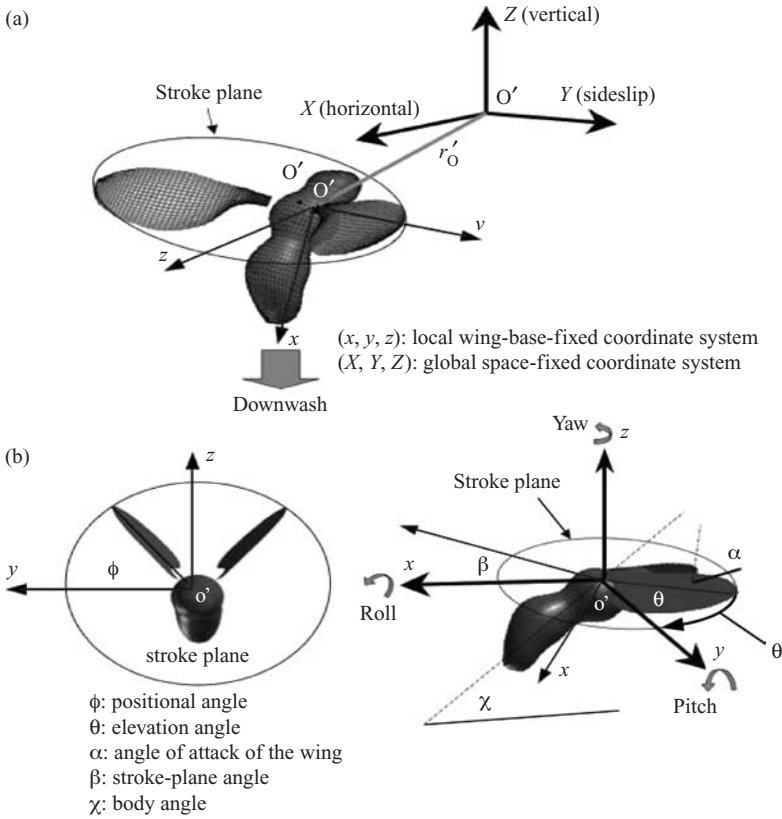 (a)
Z (vertical)
O′
X (horizontal)
Y (sideslip)
Stroke plane
r′O
O′
O′
v
z
x
(x, y, z): local wing-base-fixed coordinate system
(X, Y, Z): global space-fixed coordinate system
Downwash
(b)
z
y
ϕ
o'
stroke plane
ϕ: positional angle
θ: elevation angle
α: angle of attack of the wing
β: stroke-plane angle
χ: body angle
Yaw
z
Stroke plane
α
x
β
Roll
o'
θ
θ
y
x
Pitch
χ